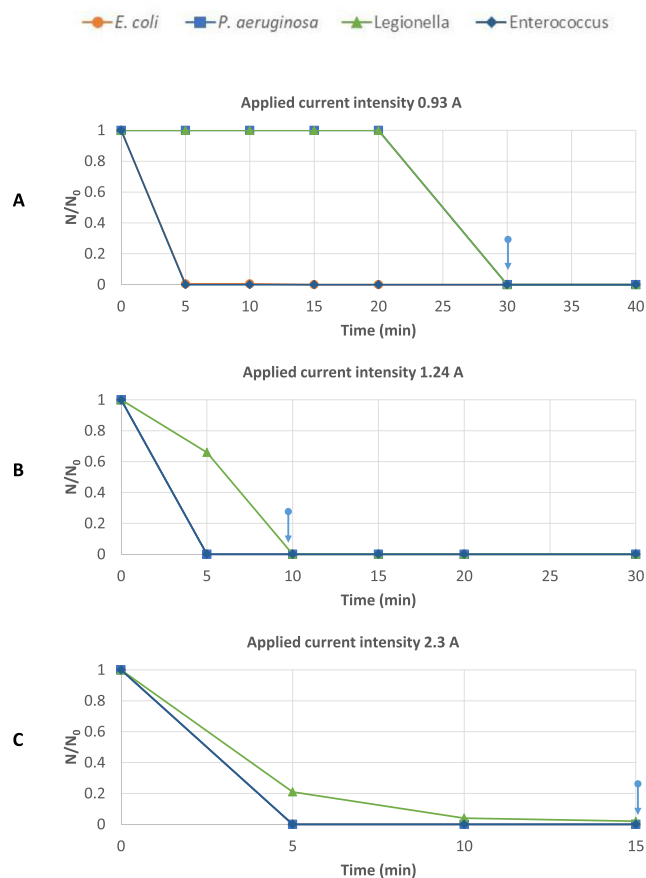 E. coli P. aeruginosa Legionella Enterococcus
Applied current intensity 0.93 A
A
N/N0
1
0.8
0.6
0.4
0.2
0
0 5 10 15 20 25 30 35 40
Time (min)
Applied current intensity 1.24 A
B
N/N0
1
0.8
0.6
0.4
0.2
0
0 5 10 15 20 25 30
Time (min)
Applied current intensity 2.3 A
C
N/N0
1
0.8
0.6
0.4
0.2
0
0 5 10 15
Time (min)